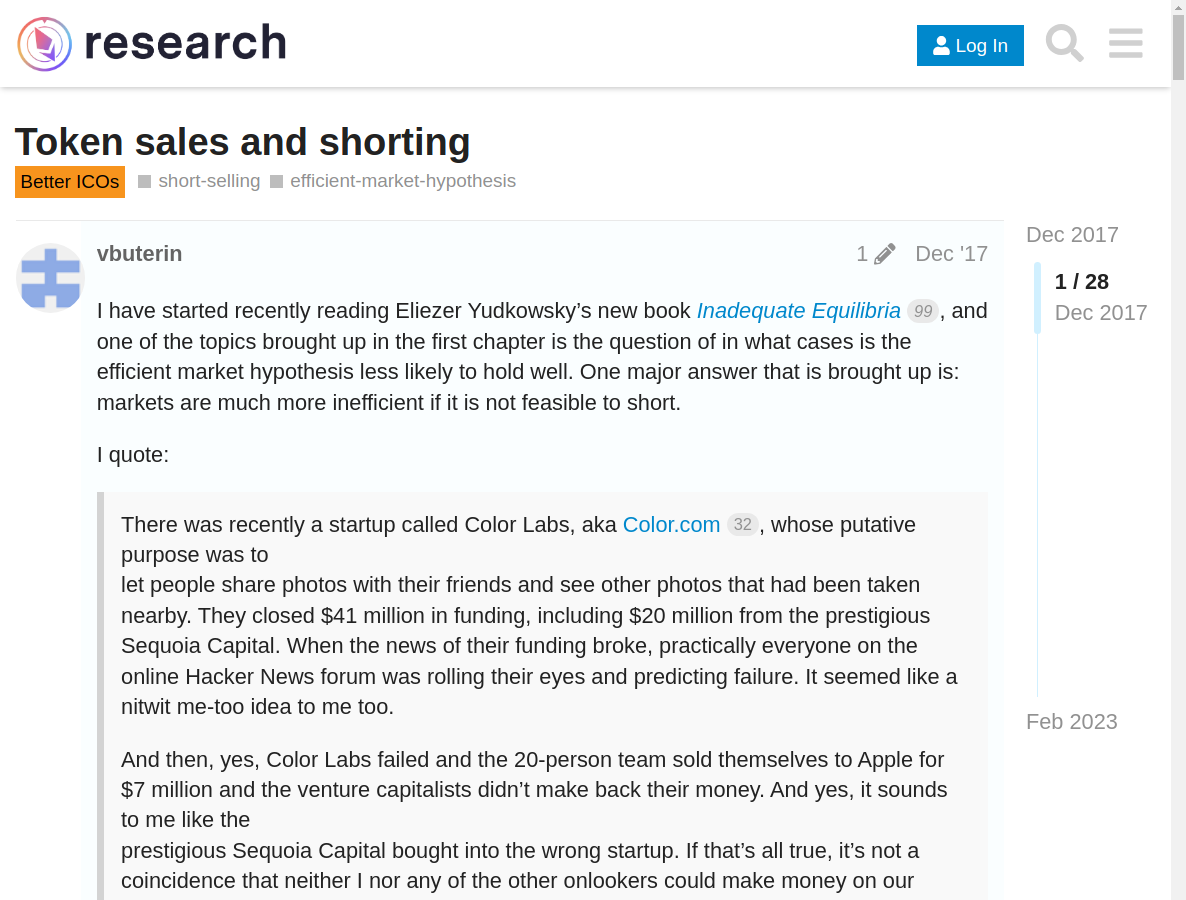 research
Log In
Token sales and shorting
Better ICOs short-selling efficient-market-hypothesis
vbuterin 1 Dec '17
I have started recently reading Eliezer Yudkowsky’s new book Inadequate Equilibria 99, and
one of the topics brought up in the first chapter is the question of in what cases is the
efficient market hypothesis less likely to hold well. One major answer that is brought up is:
markets are much more inefficient if it is not feasible to short.
I quote:
There was recently a startup called Color Labs, aka Color.com 32, whose putative
purpose was to
let people share photos with their friends and see other photos that had been taken
nearby. They closed $41 million in funding, including $20 million from the prestigious
Sequoia Capital. When the news of their funding broke, practically everyone on the
online Hacker News forum was rolling their eyes and predicting failure. It seemed like a
nitwit me-too idea to me too.
And then, yes, Color Labs failed and the 20-person team sold themselves to Apple for
$7 million and the venture capitalists didn’t make back their money. And yes, it sounds
to me like the
prestigious Sequoia Capital bought into the wrong startup. If that’s all true, it’s not a
coincidence that neither I nor any of the other onlookers could make money on our
Dec 2017
1 / 28
Dec 2017
Feb 2023